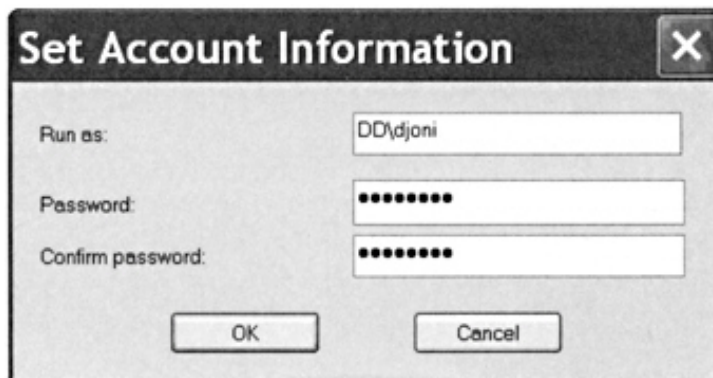 Set Account Information
Run as: DD\djoni
Password: ●●●●●●●●
Confirm password: ●●●●●●●●
OK Cancel